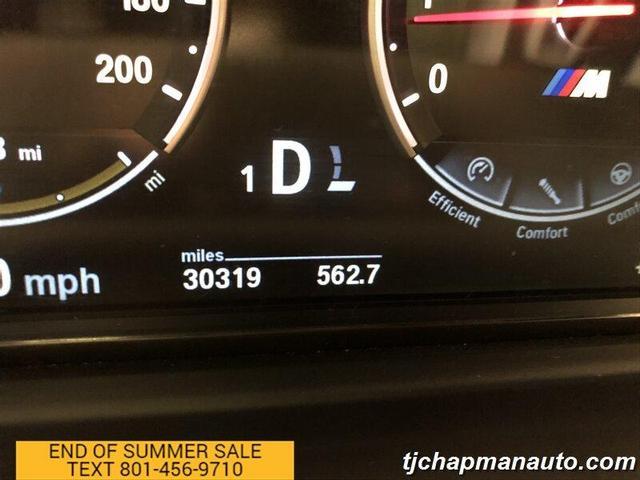 180
200
mi
mi
1 D
0
M
Efficient
Comfort
miles
30319 562.7
mph
END OF SUMMER SALE
TEXT 801-456-9710
tjchapmanauto.com